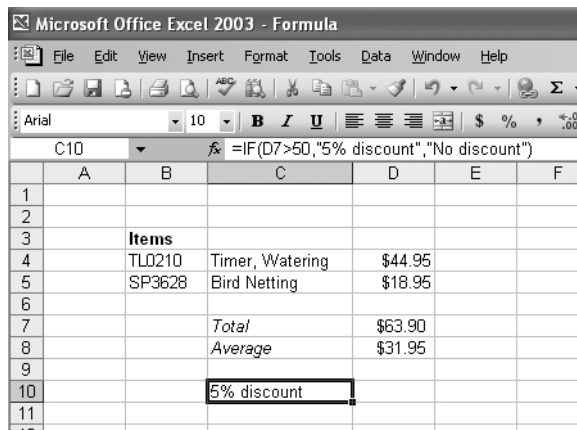 Microsoft Office Excel 2003 - Formula
File Edit View Insert Format Tools Data Window Help
ABC Σ
Arial 10 B I U a $ % ,
C10 fx =IF(D7>50,"5% discount","No discount")
A B C D E F
1
2
3 Items
4 TL0210 Timer, Watering $44.95
5 SP3628 Bird Netting $18.95
6
7 Total $63.90
8 Average $31.95
9
10 5% discount
11